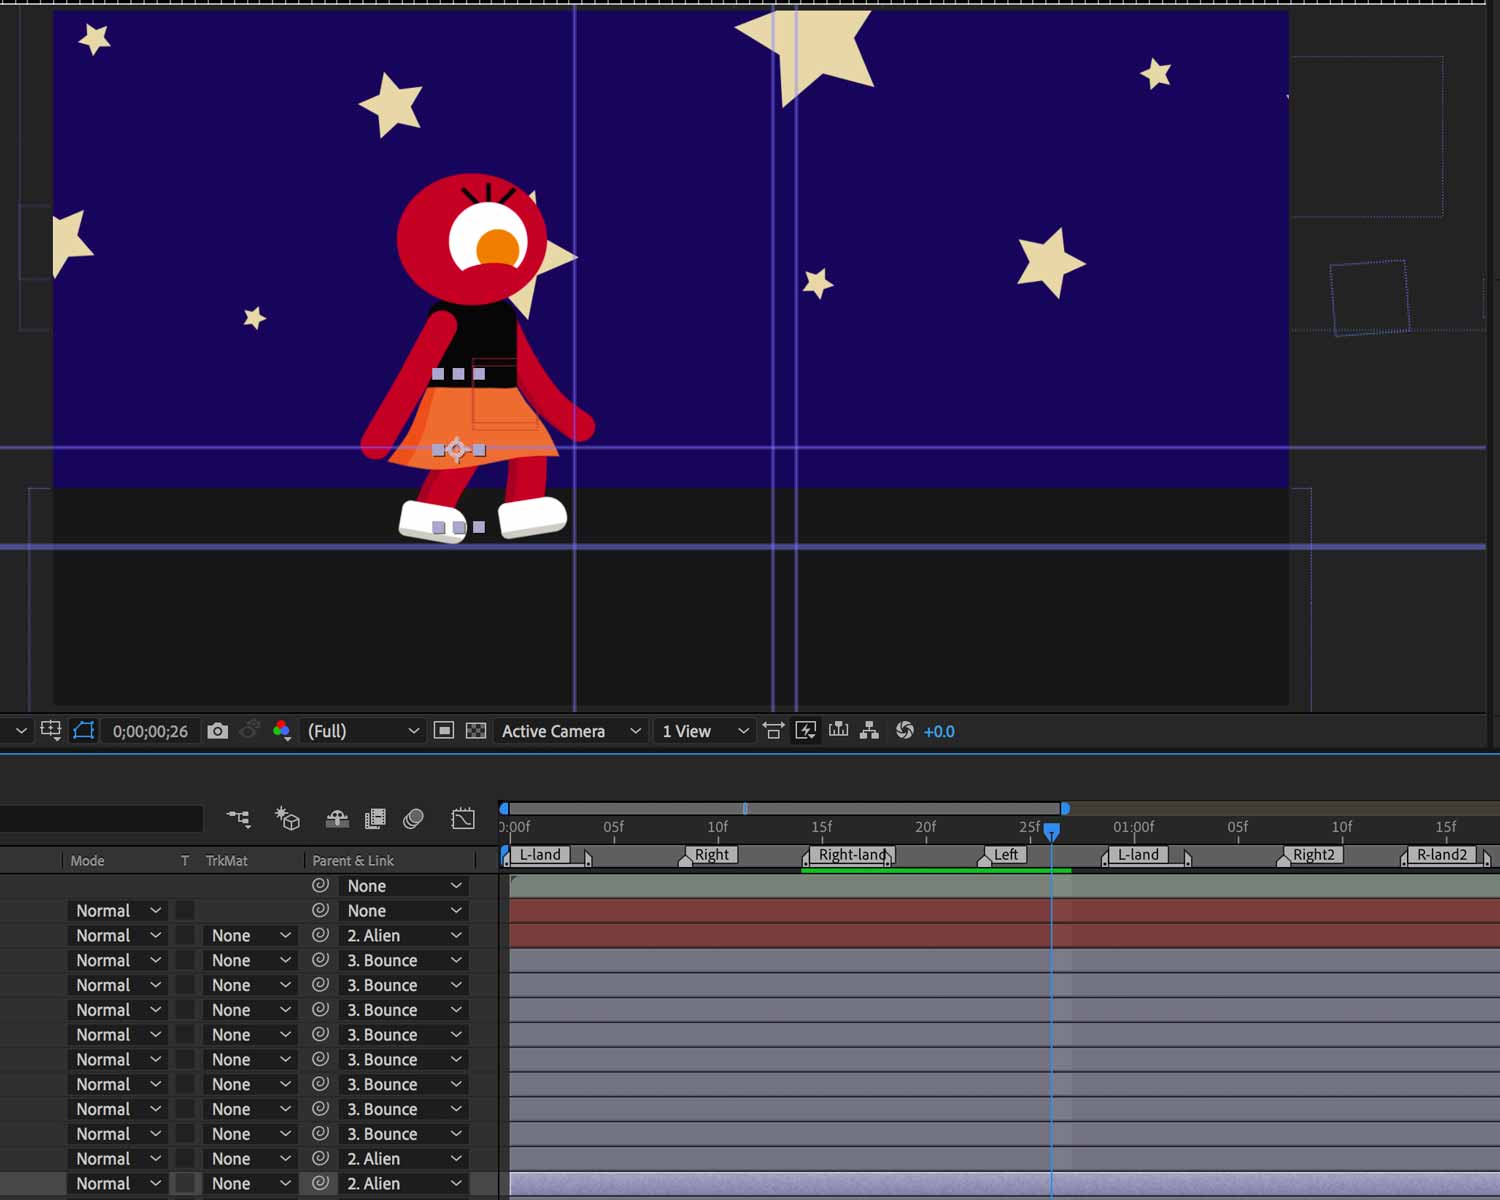 0;00;00;26 (Full) Active Camera 1 View +0.0
0:00f 05f 10f 15f 20f 25f 01:00f 05f 10f 15f
L-land Right Right-land Left L-land Right2 R-land2
Mode T TrkMat Parent & Link
None
Normal None
Normal None 2. Alien
Normal None 3. Bounce
Normal None 3. Bounce
Normal None 3. Bounce
Normal None 3. Bounce
Normal None 3. Bounce
Normal None 3. Bounce
Normal None 3. Bounce
Normal None 3. Bounce
Normal None 2. Alien
Normal None 2. Alien